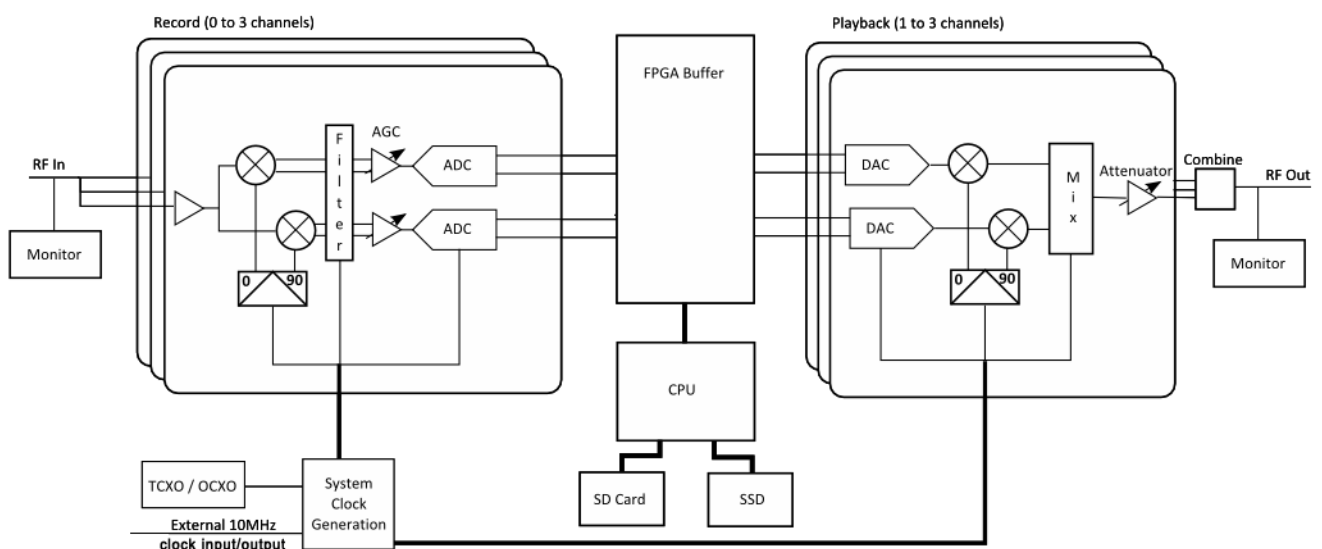 Record (0 to 3 channels)
Playback (1 to 3 channels)
FPGA Buffer
RF In
Monitor
0
90
F
i
l
t
e
r
AGC
ADC
ADC
DAC
DAC
0
90
M
i
x
Attenuator
Combine
RF Out
Monitor
CPU
SD Card
SSD
TCXO / OCXO
System
Clock
Generation
External 10MHz
clock input/output